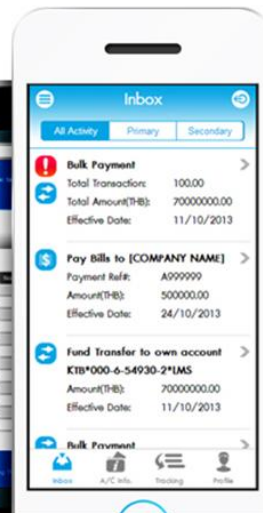 Inbox
All Activity Primary Secondary
Bulk Payment
Total Transaction: 100.00
Total Amount(THB): 70000000.00
Effective Date: 11/10/2013
Pay Bills to [COMPANY NAME]
Payment Ref#: A999999
Amount(THB): 500000.00
Effective Date: 24/10/2013
Fund Transfer to own account
KTB*000-6-54930-2*LMS
Amount(THB): 70000000.00
Effective Date: 11/10/2013
Bulk Payment
Inbox A/C Info. Tracking Profile